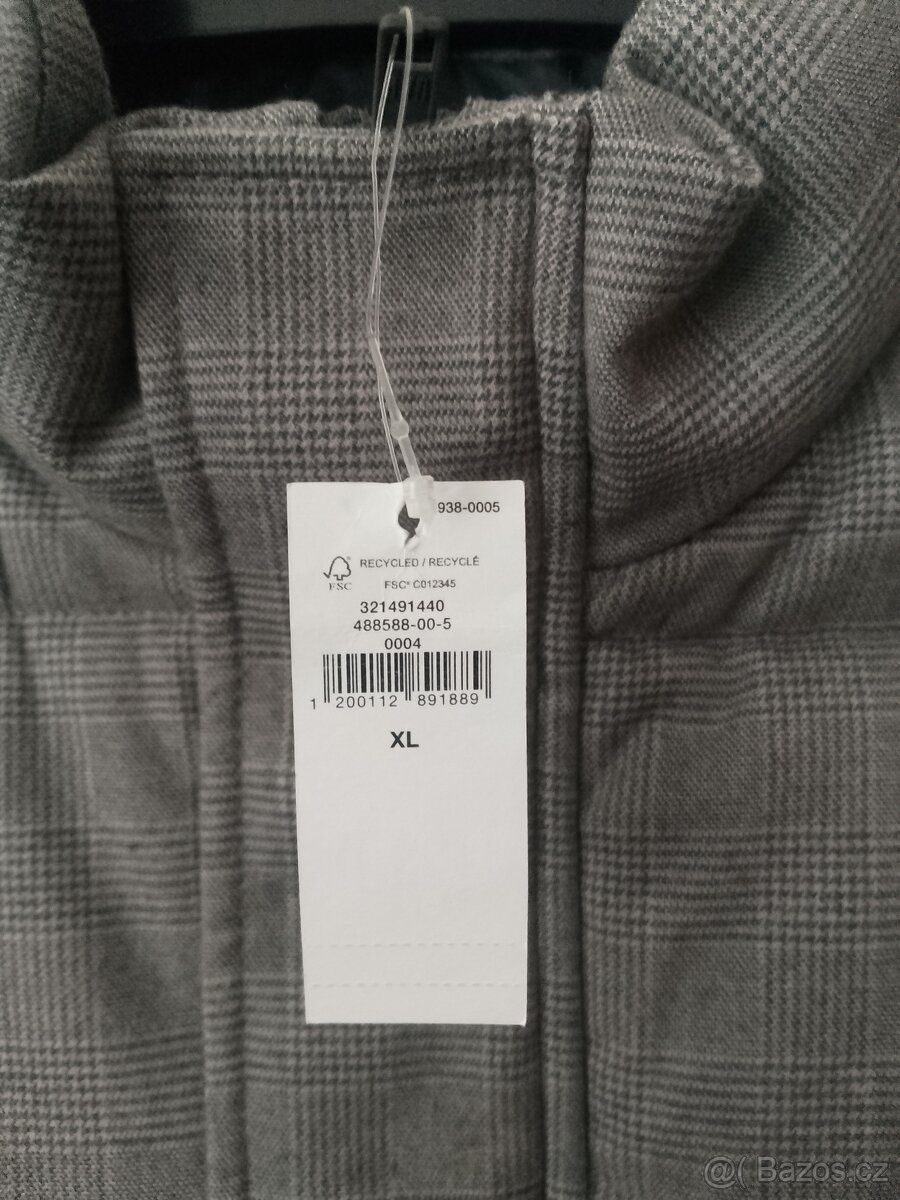 938-0005
RECYCLED / RECYCLÉ
FSC
FSC® C012345
321491440
488588-00-5
0004
1 200112 891889
XL
@( Bazos.cz